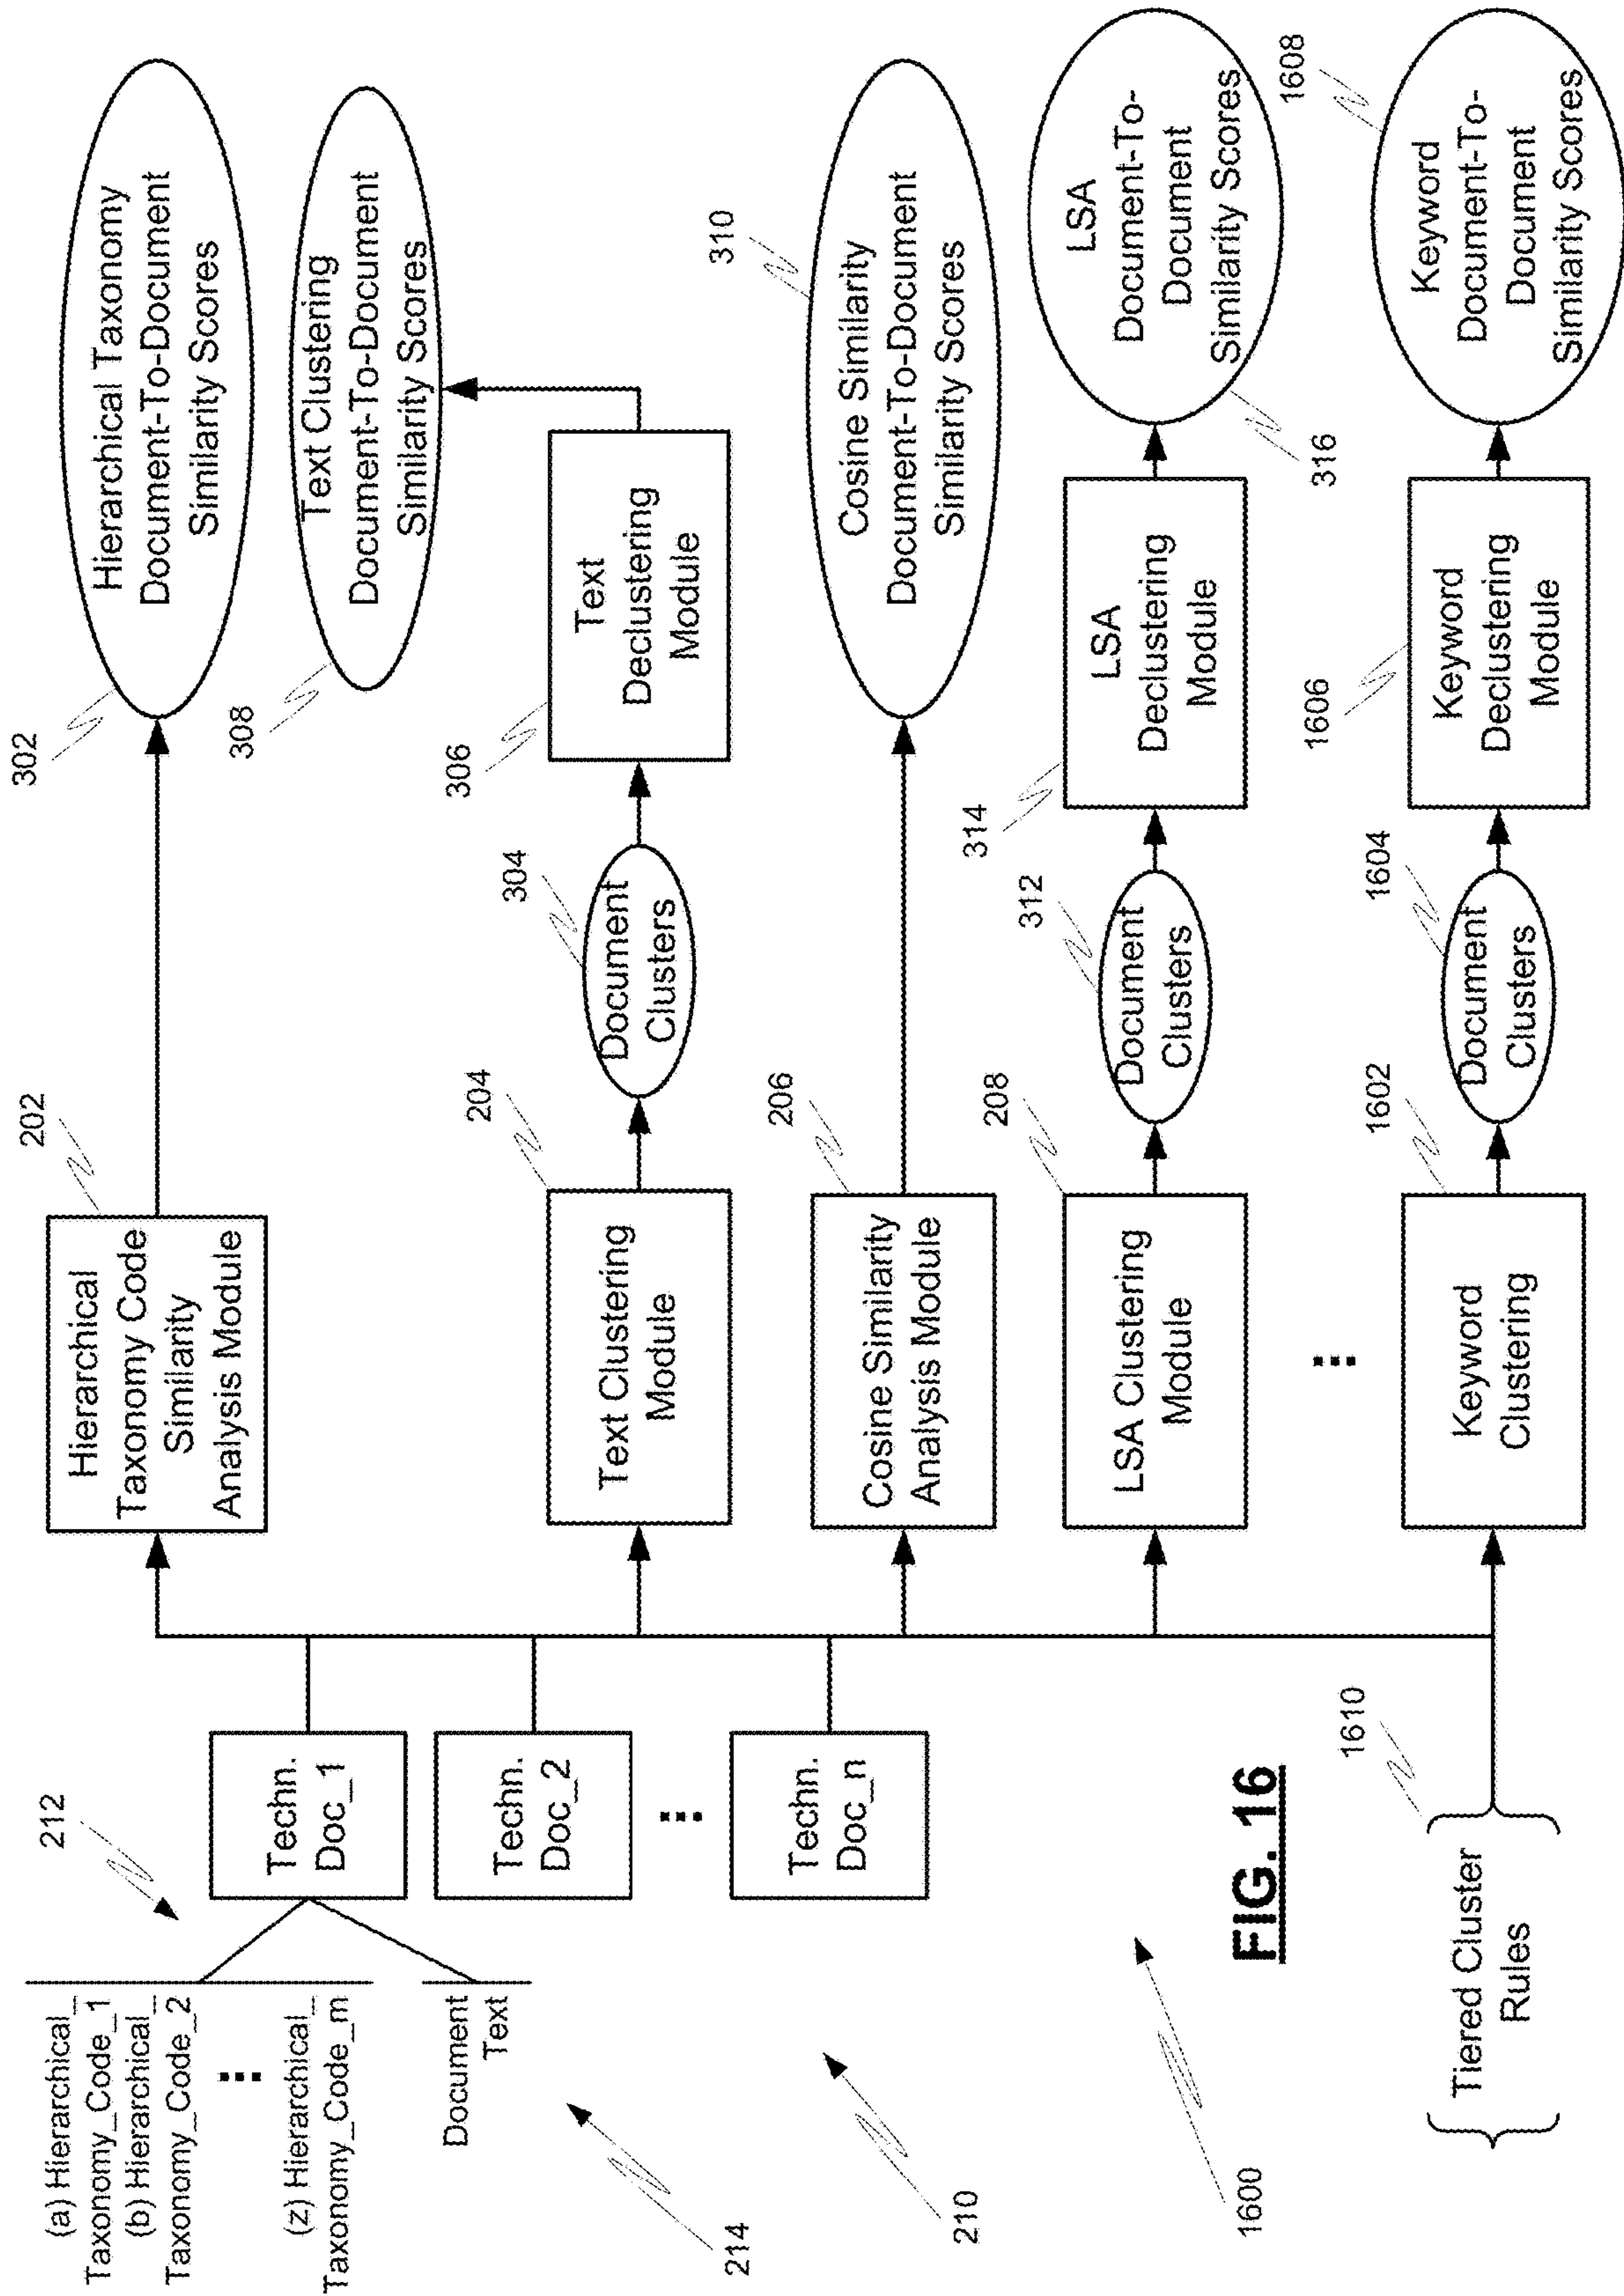 (a) Hierarchical_
Taxonomy_Code_1
(b) Hierarchical_
Taxonomy_Code_2
⋮
(z) Hierarchical_
Taxonomy_Code_m
Document
Text
214
212
210
Techn.
Doc_1
Techn.
Doc_2
⋮
Techn.
Doc_n
1600
FIG. 16
Tiered Cluster
Rules
1610
202
Hierarchical
Taxonomy Code
Similarity
Analysis Module
302
Hierarchical Taxonomy
Document-To-Document
Similarity Scores
204
Text Clustering
Module
304
Document
Clusters
306
Text
Declustering
Module
308
Text Clustering
Document-To-Document
Similarity Scores
206
Cosine Similarity
Analysis Module
310
Cosine Similarity
Document-To-Document
Similarity Scores
208
LSA Clustering
Module
312
Document
Clusters
314
LSA
Declustering
Module
316
LSA
Document-To-
Document
Similarity Scores
⋮
1602
Keyword
Clustering
1604
Document
Clusters
1606
Keyword
Declustering
Module
1608
Keyword
Document-To-
Document
Similarity Scores